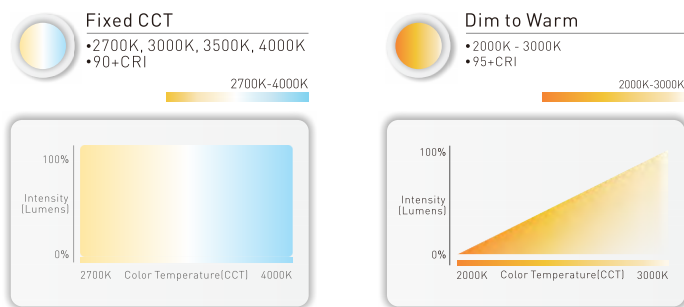 Fixed CCT
•2700K, 3000K, 3500K, 4000K
•90+CRI
2700K-4000K
100%
Intensity
(Lumens)
0%
2700K Color Temperature(CCT) 4000K
Dim to Warm
•2000K - 3000K
•95+CRI
2000K-3000K
100%
Intensity
(Lumens)
0%
2000K Color Temperature(CCT) 3000K